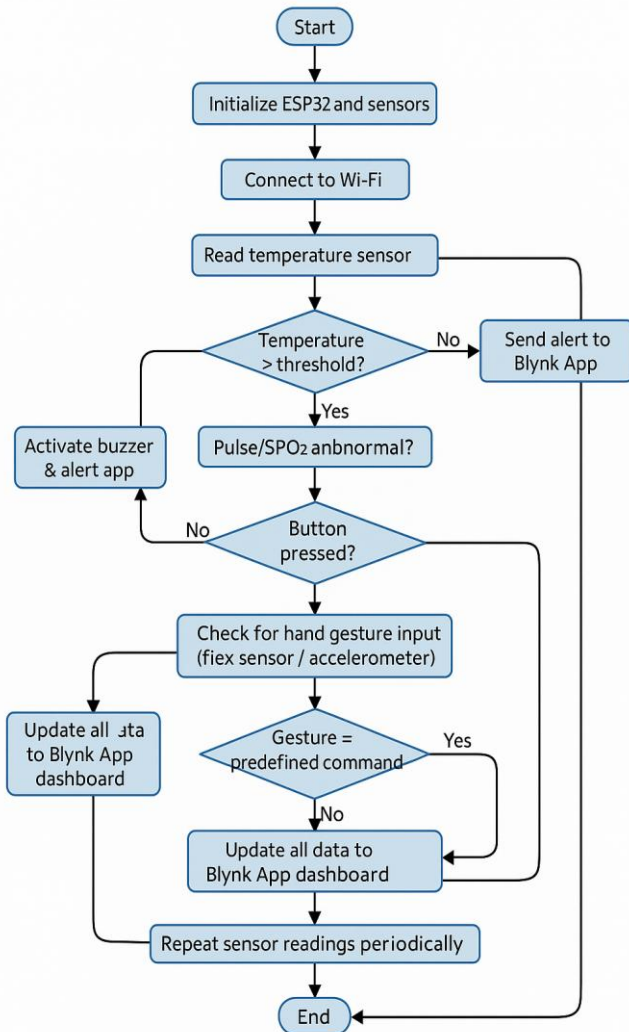 Start
Initialize ESP32 and sensors
Connect to Wi-Fi
Read temperature sensor
Temperature
> threshold?
No
Send alert to
Blynk App
Yes
Activate buzzer
& alert app
Pulse/SPO₂ anbnormal?
No
Button
pressed?
Check for hand gesture input
(fiex sensor / accelerometer)
Update all ɹta
to Blynk App
dashboard
Gesture =
predefined command
Yes
No
Update all data to
Blynk App dashboard
Repeat sensor readings periodically
End